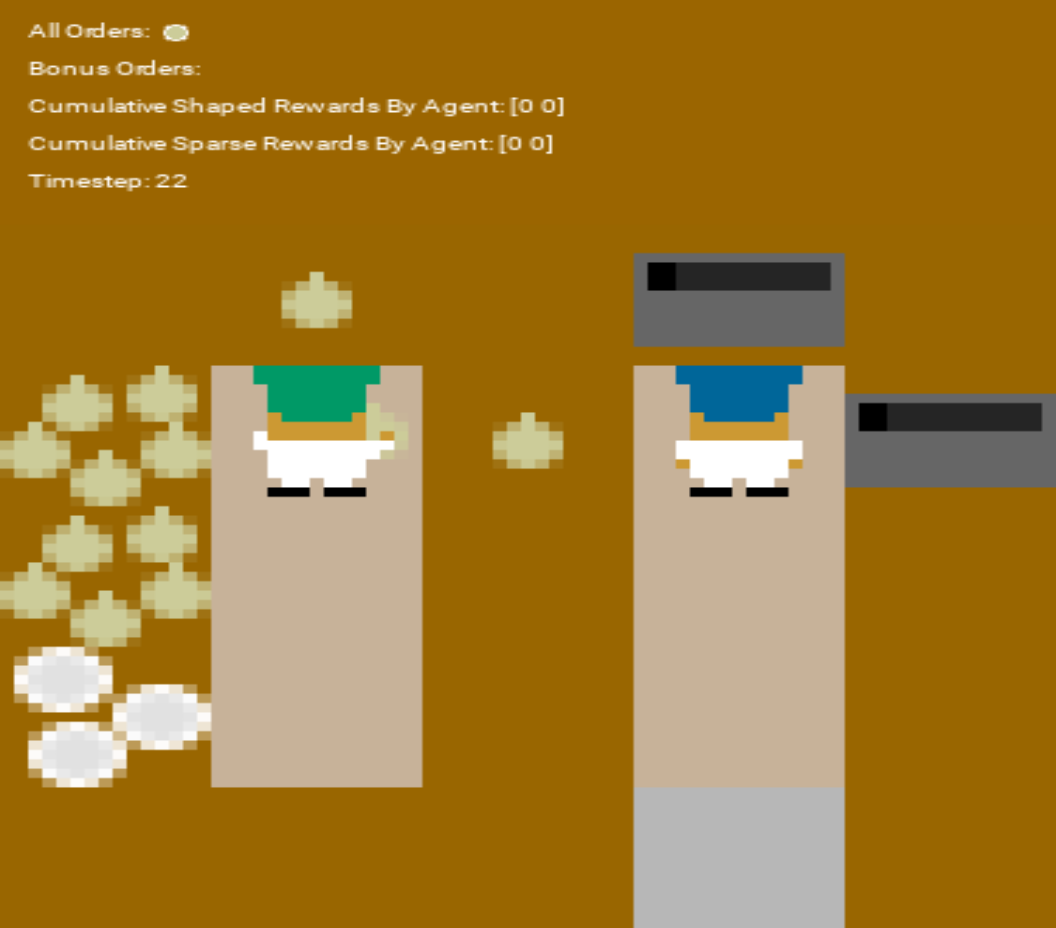 All Orders:
Bonus Orders:
Cumulative Shaped Rewards By Agent: [0 0]
Cumulative Sparse Rewards By Agent: [0 0]
Timestep: 22